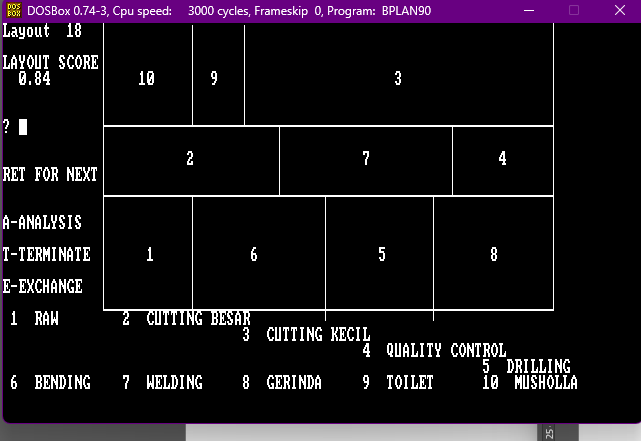 DOSBox 0.74-3, Cpu speed: 3000 cycles, Frameskip 0, Program: BPLAN90
Layout 18
LAYOUT SCORE
0.84
10 9 3
?
2 7 4
RET FOR NEXT
A-ANALYSIS
T-TERMINATE
1 6 5 8
E-EXCHANGE
1 RAW 2 CUTTING BESAR
3 CUTTING KECIL
4 QUALITY CONTROL
5 DRILLING
6 BENDING 7 WELDING 8 GERINDA 9 TOILET 10 MUSHOLLA
25